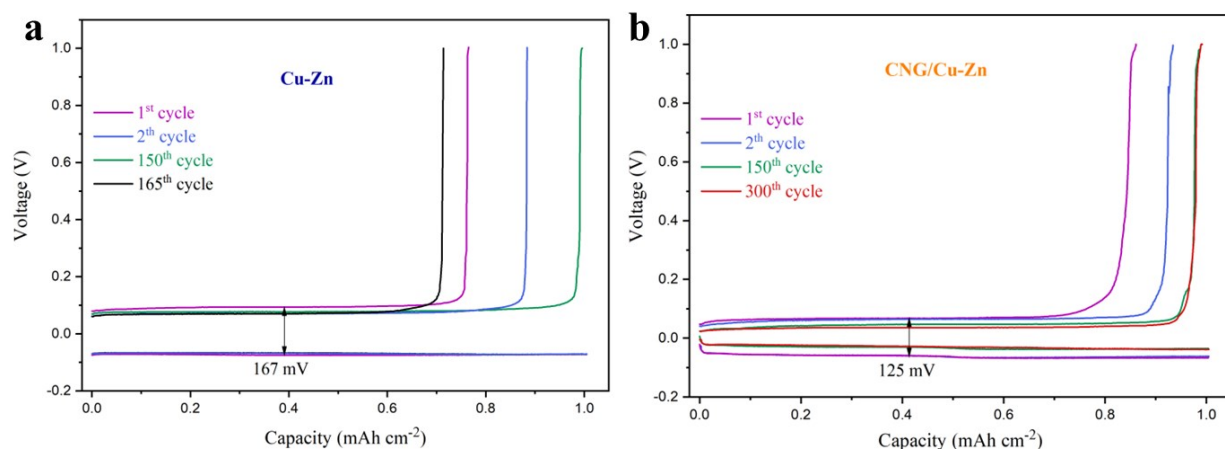 a
Cu-Zn
1st cycle
2th cycle
150th cycle
165th cycle
167 mV
Voltage (V)
1.0
0.8
0.6
0.4
0.2
0.0
-0.2
0.0 0.2 0.4 0.6 0.8 1.0
Capacity (mAh cm-2)
b
CNG/Cu-Zn
1st cycle
2th cycle
150th cycle
300th cycle
125 mV
Voltage (V)
1.0
0.8
0.6
0.4
0.2
0.0
-0.2
0.0 0.2 0.4 0.6 0.8 1.0
Capacity (mAh cm-2)